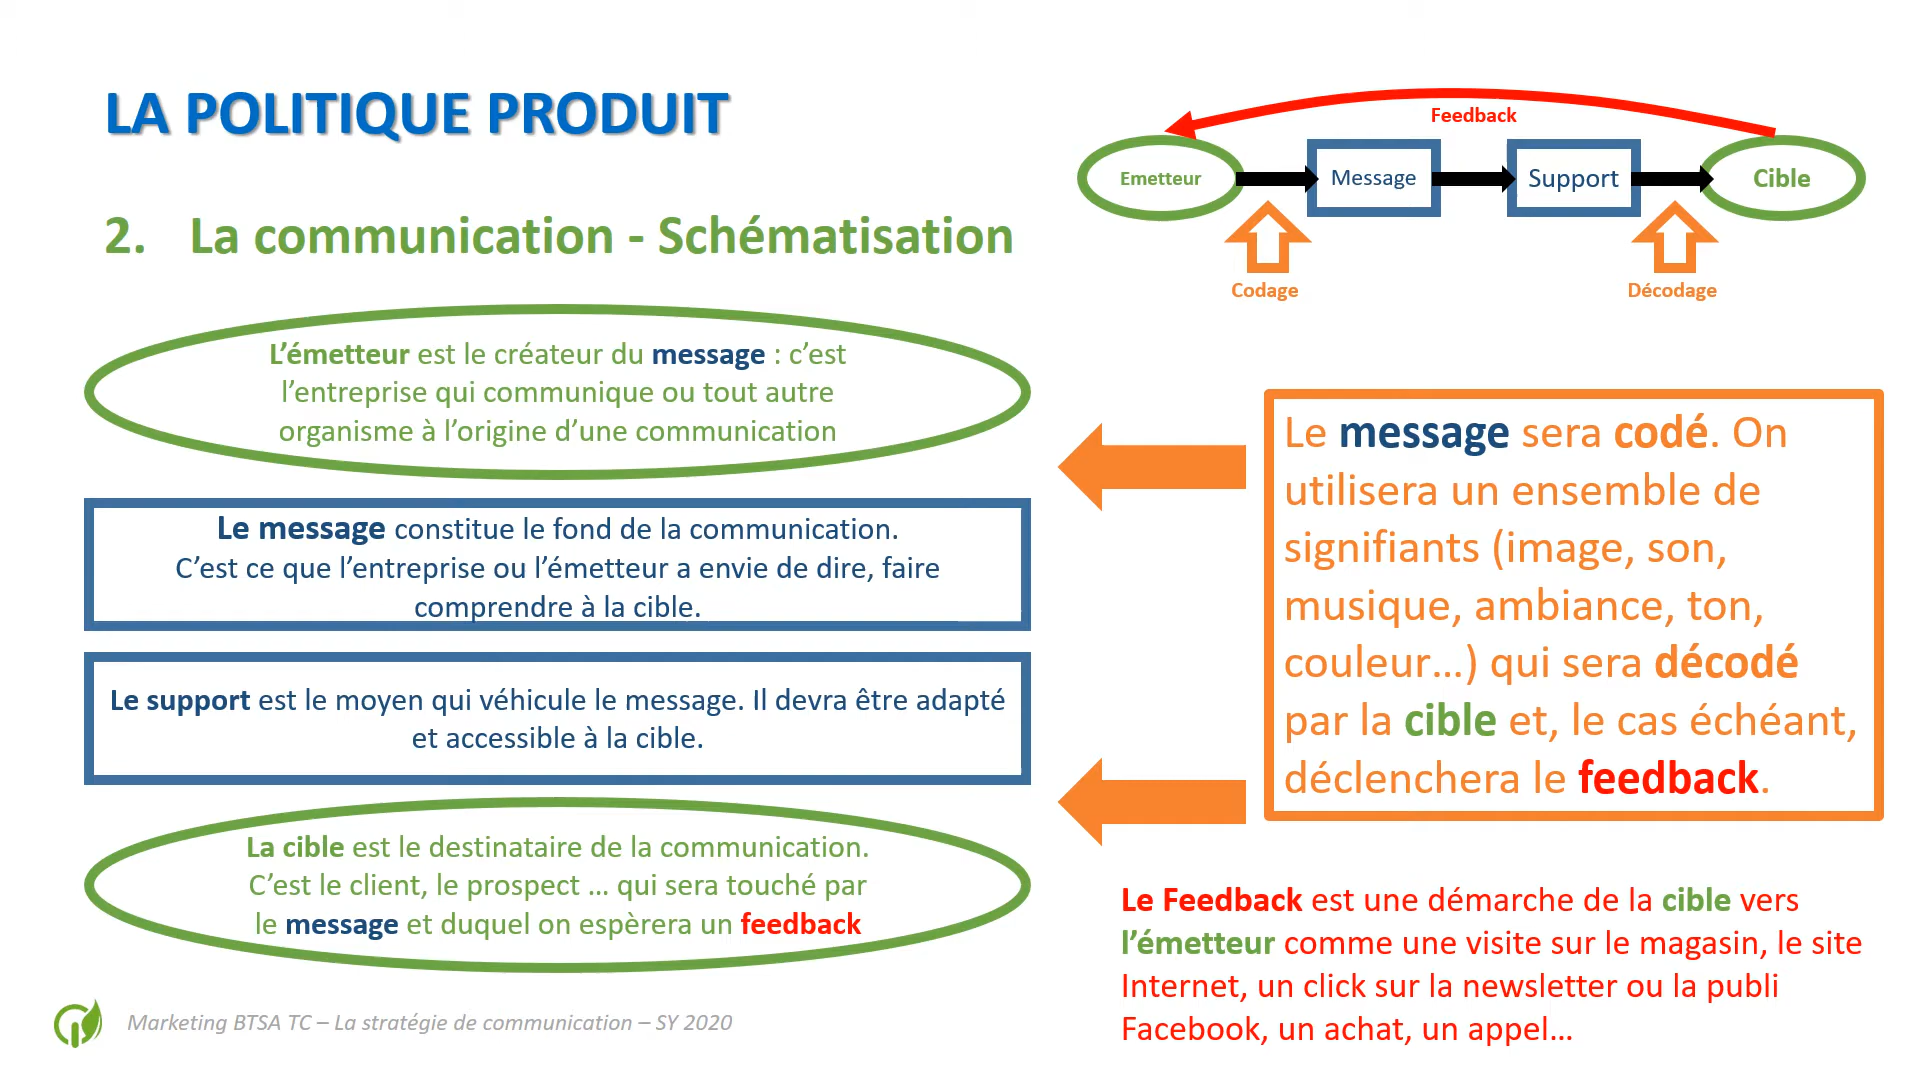 LA POLITIQUE PRODUIT
2. La communication - Schématisation
Feedback
Emetteur
Message
Support
Cible
Codage
Décodage
L’émetteur est le créateur du message : c’est
l’entreprise qui communique ou tout autre
organisme à l’origine d’une communication
Le message constitue le fond de la communication.
C’est ce que l’entreprise ou l’émetteur a envie de dire, faire
comprendre à la cible.
Le support est le moyen qui véhicule le message. Il devra être adapté
et accessible à la cible.
La cible est le destinataire de la communication.
C’est le client, le prospect … qui sera touché par
le message et duquel on espèrera un feedback
Le message sera codé. On
utilisera un ensemble de
signifiants (image, son,
musique, ambiance, ton,
couleur…) qui sera décodé
par la cible et, le cas échéant,
déclenchera le feedback.
Le Feedback est une démarche de la cible vers
l’émetteur comme une visite sur le magasin, le site
Internet, un click sur la newsletter ou la publi
Facebook, un achat, un appel…
Marketing BTSA TC – La stratégie de communication – SY 2020